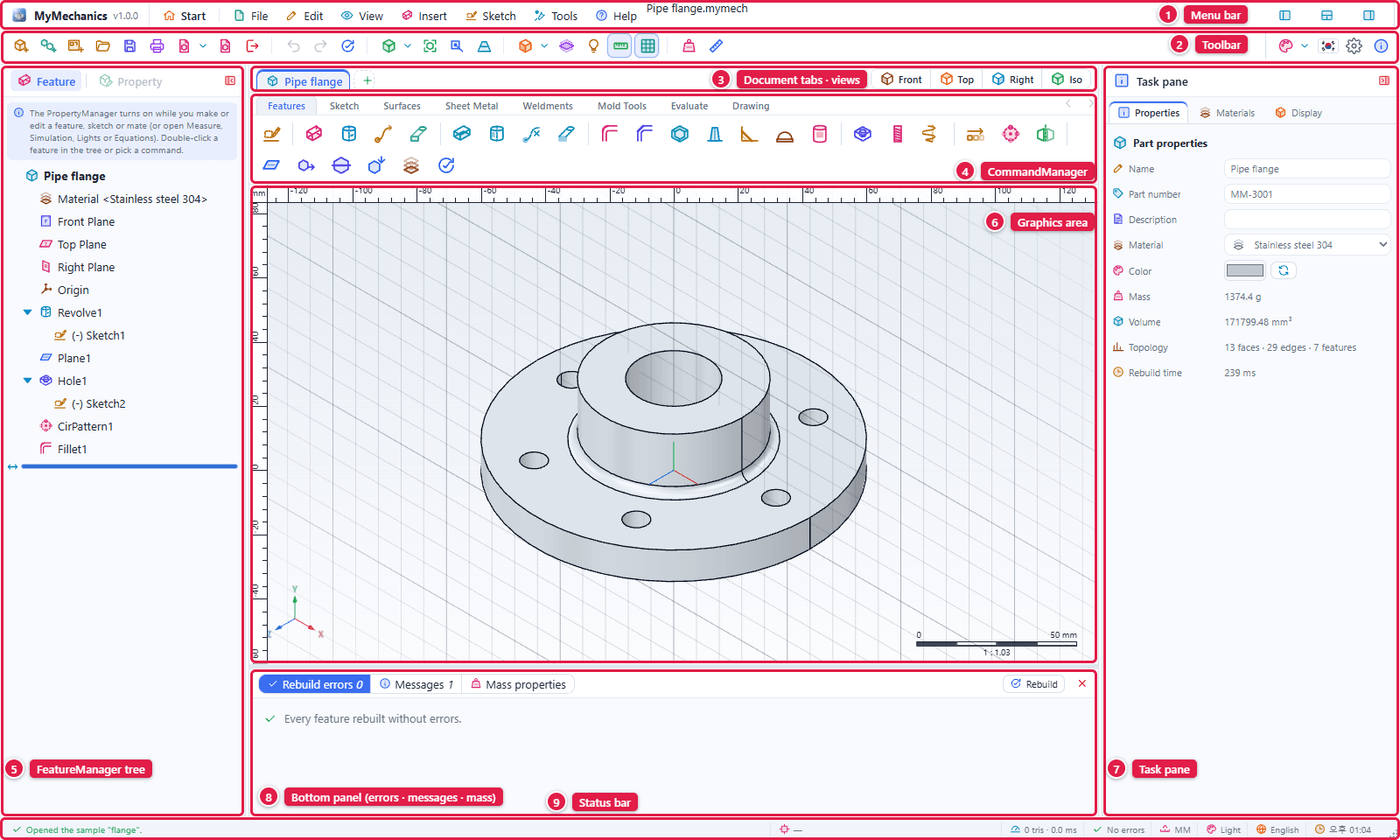 MyMechanics v1.0.0 Start File Edit View Insert Sketch Tools Help Pipe flange.mymech 1 Menu bar
2 Toolbar
Feature Property
Pipe flange + 3 Document tabs · views Front Top Right Iso
Task pane
The PropertyManager turns on while you make or edit a feature, sketch or mate (or open Measure, Simulation, Lights or Equations). Double-click a feature in the tree or pick a command.
Features Sketch Surfaces Sheet Metal Weldments Mold Tools Evaluate Drawing
4 CommandManager
Properties Materials Display
Pipe flange
Material <Stainless steel 304>
Front Plane
Top Plane
Right Plane
Origin
Revolve1
(-) Sketch1
Plane1
Hole1
(-) Sketch2
CirPattern1
Fillet1
5 FeatureManager tree
mm -120 -100 -80 -60 -40 -20 0 20 40 60 80 100 120
80
60
40
20
0
-20
-40
-60
6 Graphics area
Y
Z X
0 50 mm
1 : 1.03
Part properties
Name Pipe flange
Part number MM-3001
Description
Material Stainless steel 304
Color
Mass 1374.4 g
Volume 171799.48 mm³
Topology 13 faces · 29 edges · 7 features
Rebuild time 239 ms
7 Task pane
Rebuild errors 0 Messages 1 Mass properties Rebuild
Every feature rebuilt without errors.
8 Bottom panel (errors · messages · mass)
9 Status bar
Opened the sample "flange". — 0 tris · 0.0 ms No errors MM Light English 오후 01:04